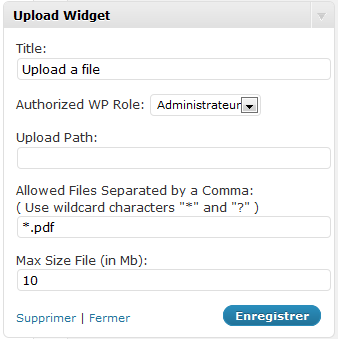 Upload Widget
Title:
Upload a file
Authorized WP Role: Administrateur
Upload Path:
Allowed Files Separated by a Comma:
( Use wildcard characters "*" and "?" )
*.pdf
Max Size File (in Mb):
10
Supprimer | Fermer Enregistrer